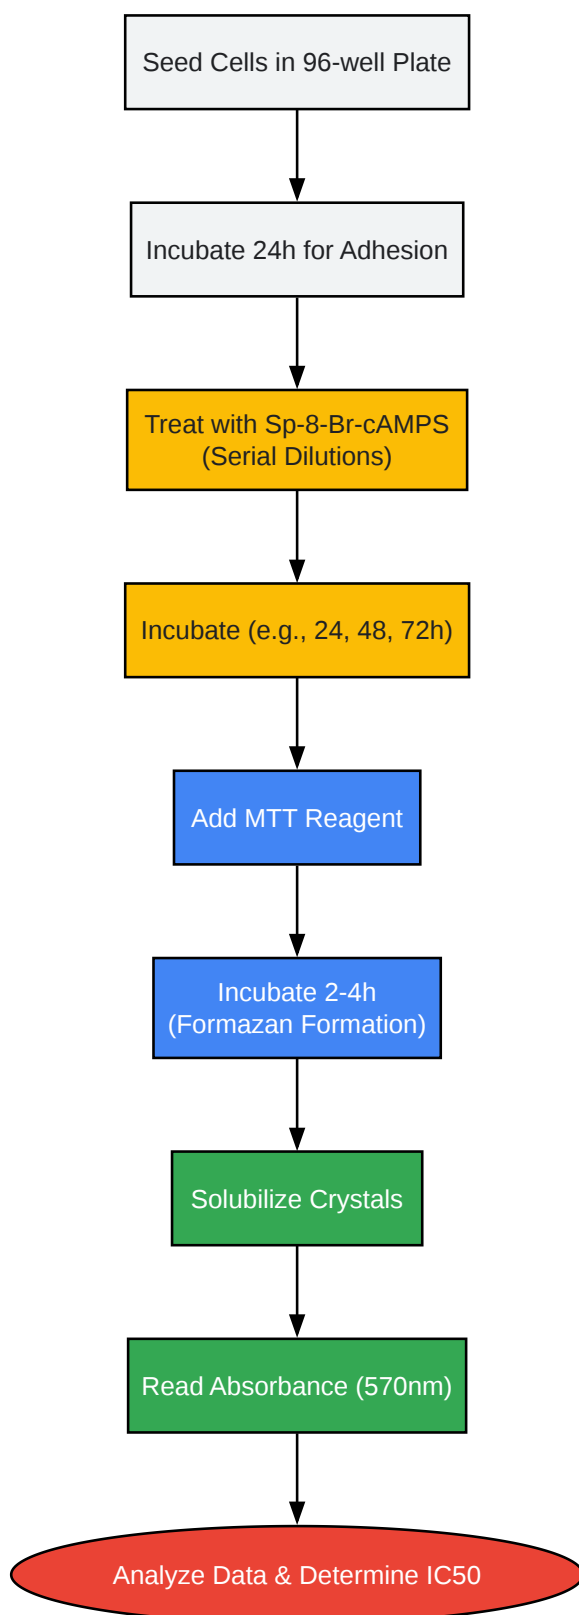 Seed Cells in 96-well Plate
Incubate 24h for Adhesion
Treat with Sp-8-Br-cAMPS
(Serial Dilutions)
Incubate (e.g., 24, 48, 72h)
Add MTT Reagent
Incubate 2-4h
(Formazan Formation)
Solubilize Crystals
Read Absorbance (570nm)
Analyze Data & Determine IC50